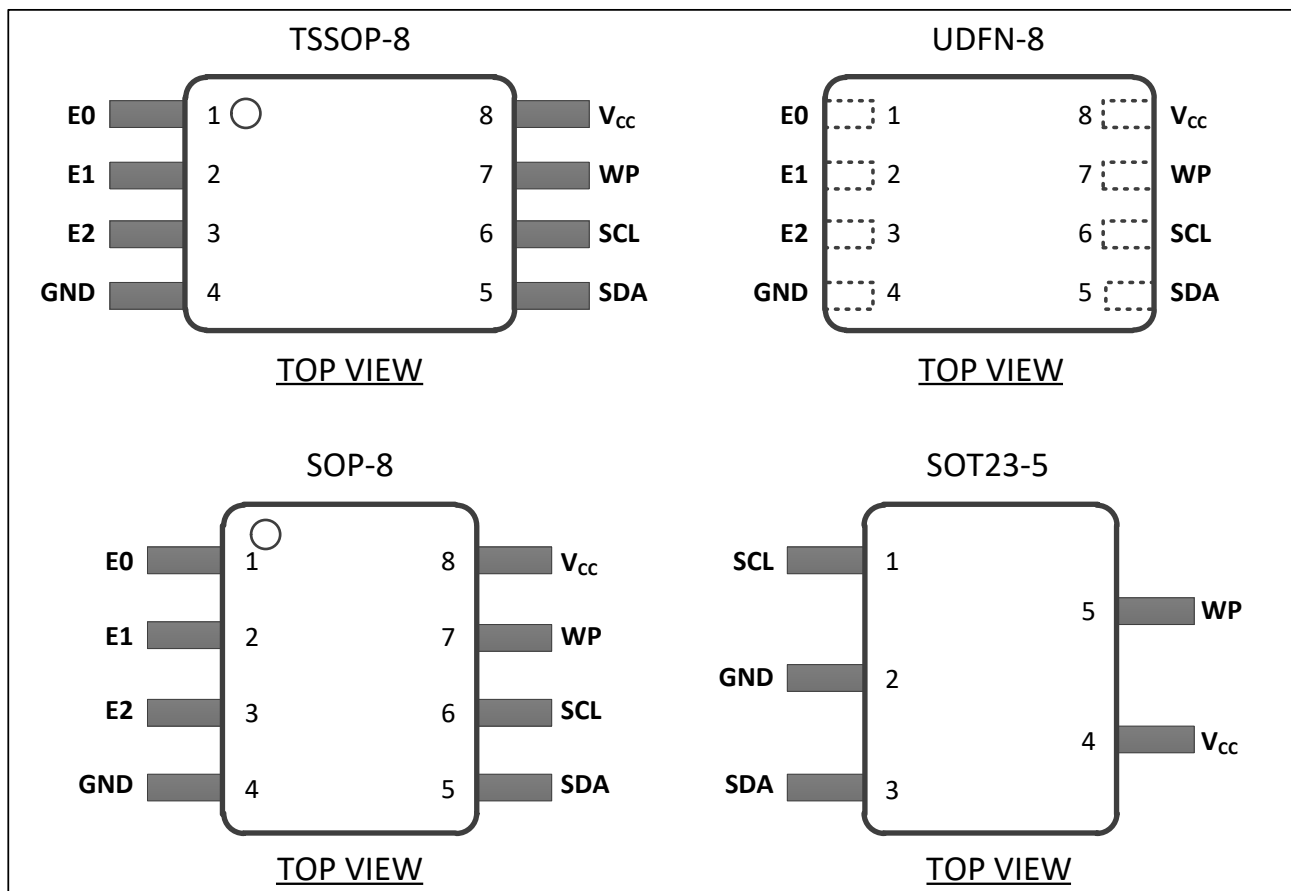 TSSOP-8
E0 1 8 VCC
E1 2 7 WP
E2 3 6 SCL
GND 4 5 SDA
TOP VIEW
UDFN-8
E0 1 8 VCC
E1 2 7 WP
E2 3 6 SCL
GND 4 5 SDA
TOP VIEW
SOP-8
E0 1 8 VCC
E1 2 7 WP
E2 3 6 SCL
GND 4 5 SDA
TOP VIEW
SOT23-5
SCL 1
5 WP
GND 2
4 VCC
SDA 3
TOP VIEW